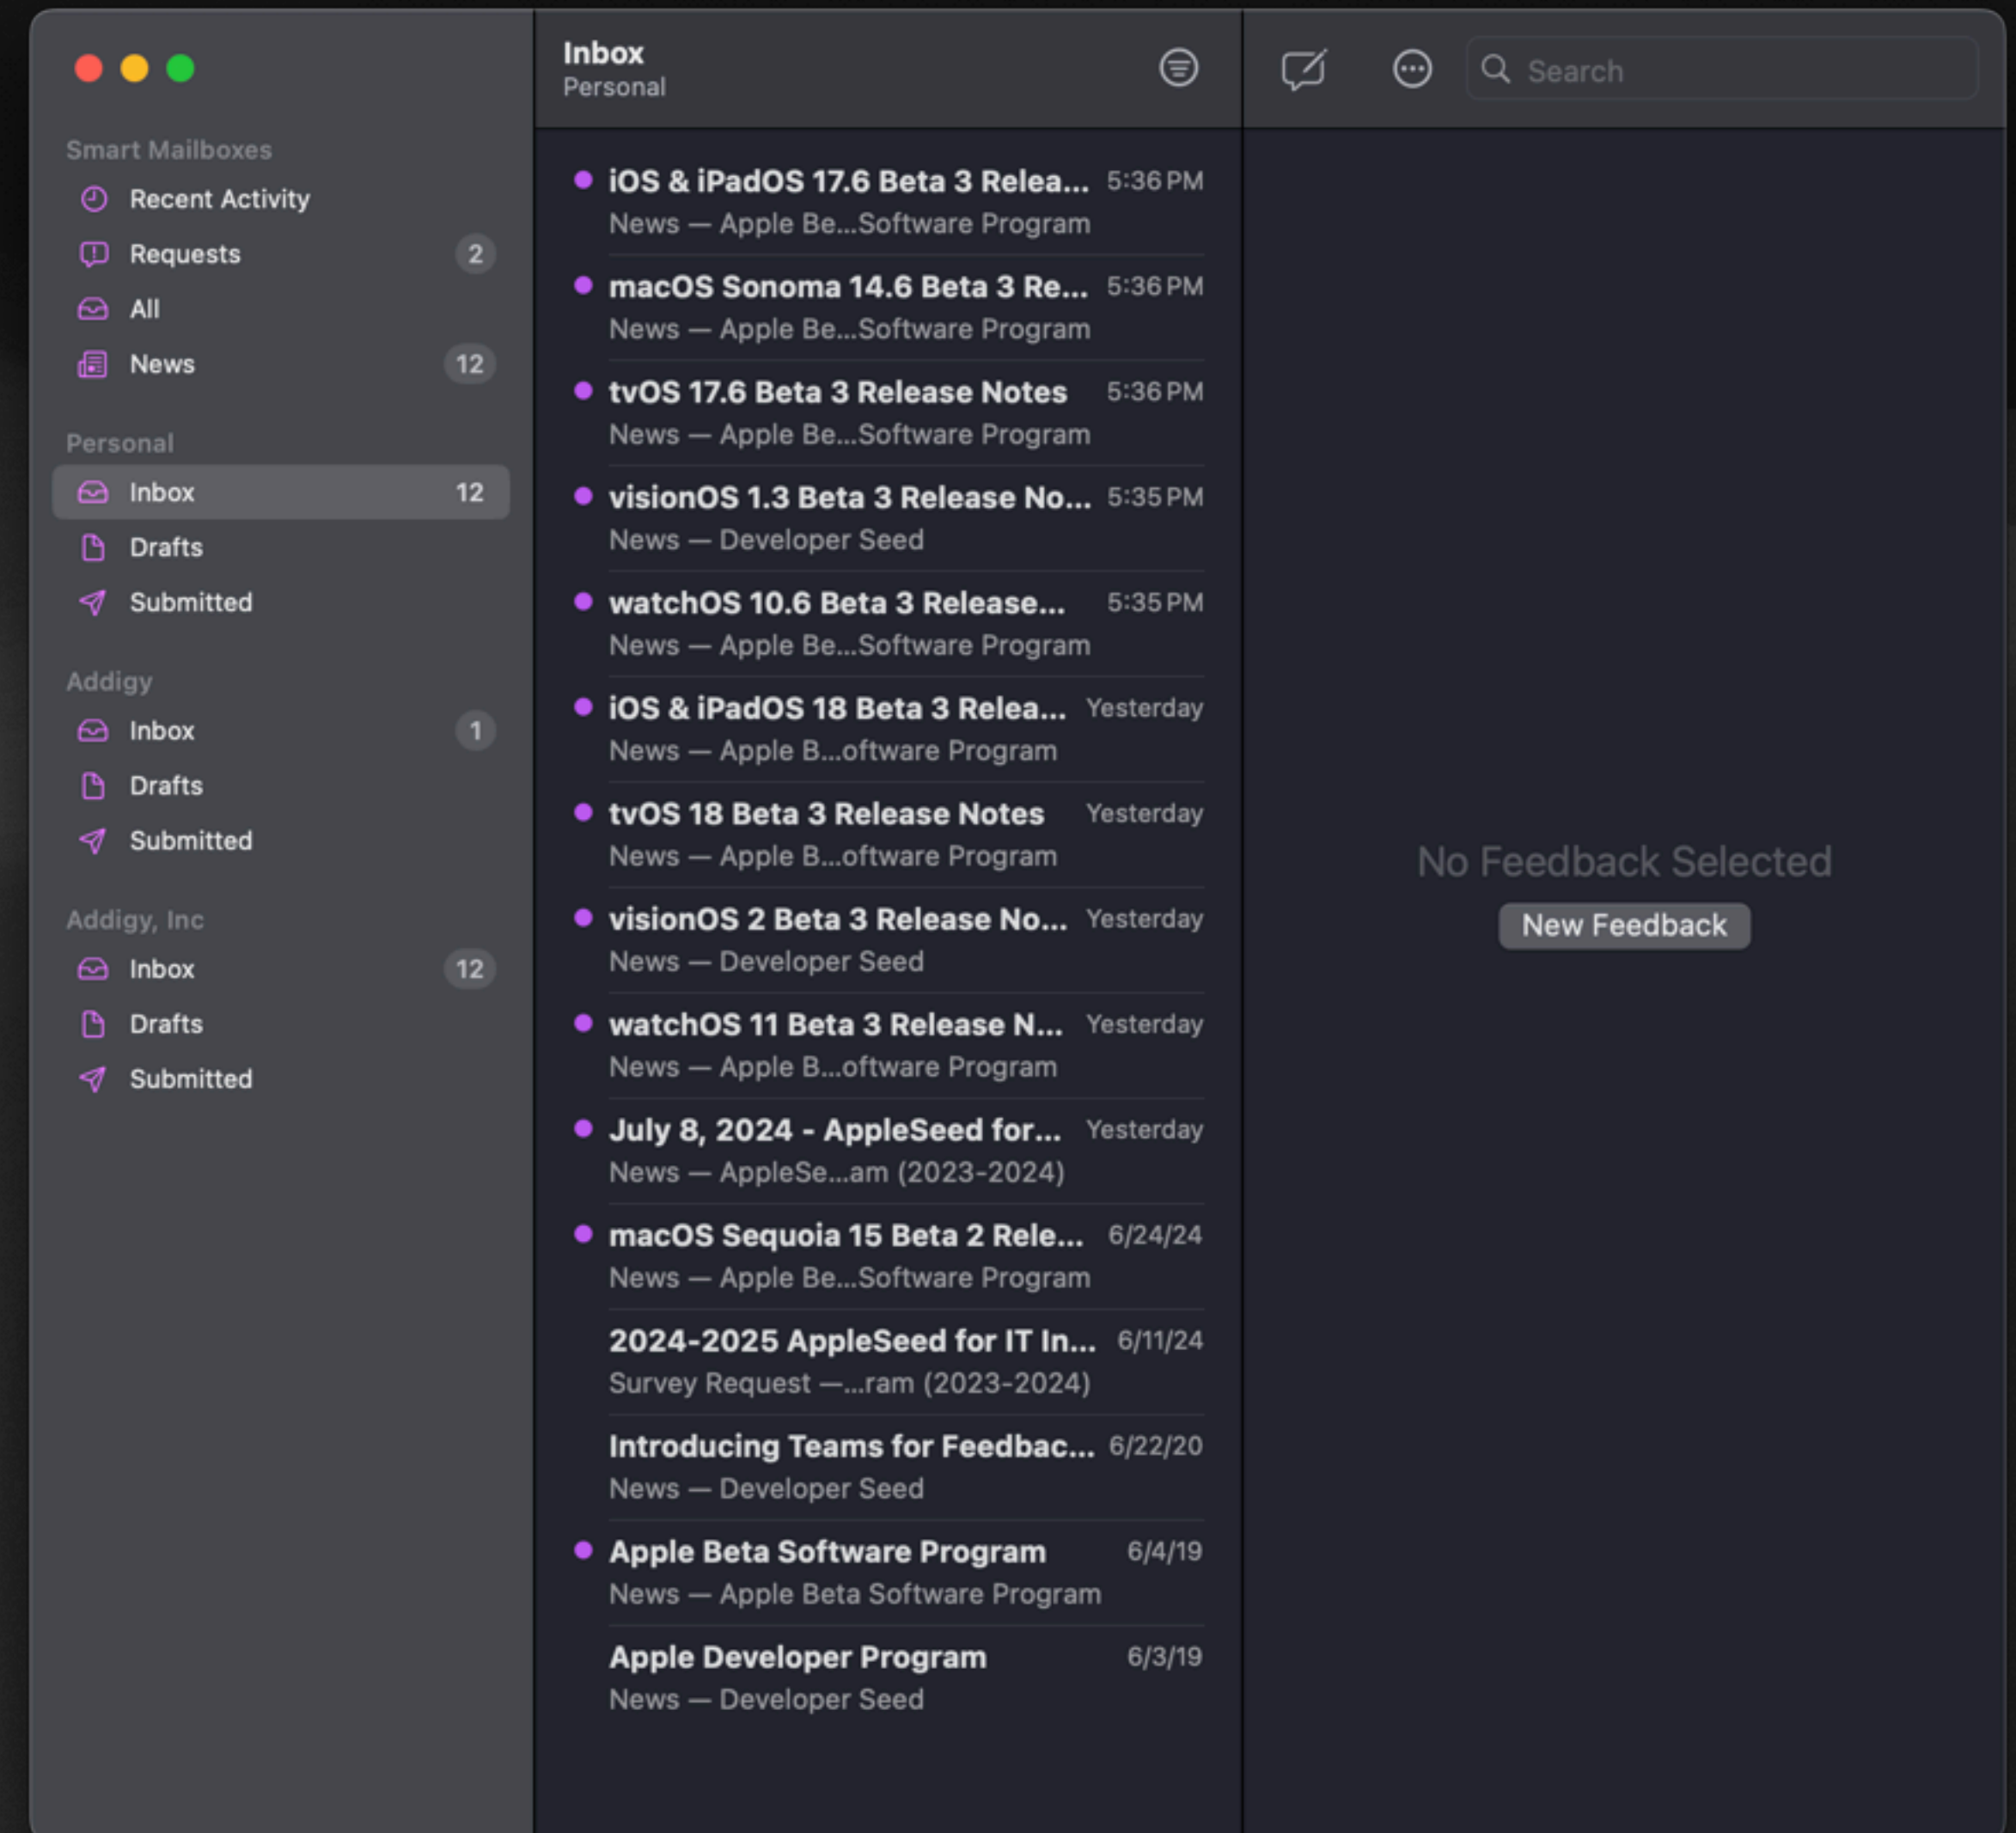 Smart Mailboxes
Recent Activity
Requests 2
All
News 12
Personal
Inbox 12
Drafts
Submitted
Addigy
Inbox 1
Drafts
Submitted
Addigy, Inc
Inbox 12
Drafts
Submitted
Inbox
Personal
iOS & iPadOS 17.6 Beta 3 Relea... 5:36 PM
News — Apple Be...Software Program
macOS Sonoma 14.6 Beta 3 Re... 5:36 PM
News — Apple Be...Software Program
tvOS 17.6 Beta 3 Release Notes 5:36 PM
News — Apple Be...Software Program
visionOS 1.3 Beta 3 Release No... 5:35 PM
News — Developer Seed
watchOS 10.6 Beta 3 Release... 5:35 PM
News — Apple Be...Software Program
iOS & iPadOS 18 Beta 3 Relea... Yesterday
News — Apple B...oftware Program
tvOS 18 Beta 3 Release Notes Yesterday
News — Apple B...oftware Program
visionOS 2 Beta 3 Release No... Yesterday
News — Developer Seed
watchOS 11 Beta 3 Release N... Yesterday
News — Apple B...oftware Program
July 8, 2024 - AppleSeed for... Yesterday
News — AppleSe...am (2023-2024)
macOS Sequoia 15 Beta 2 Rele... 6/24/24
News — Apple Be...Software Program
2024-2025 AppleSeed for IT In... 6/11/24
Survey Request —...ram (2023-2024)
Introducing Teams for Feedbac... 6/22/20
News — Developer Seed
Apple Beta Software Program 6/4/19
News — Apple Beta Software Program
Apple Developer Program 6/3/19
News — Developer Seed
Search
No Feedback Selected
New Feedback